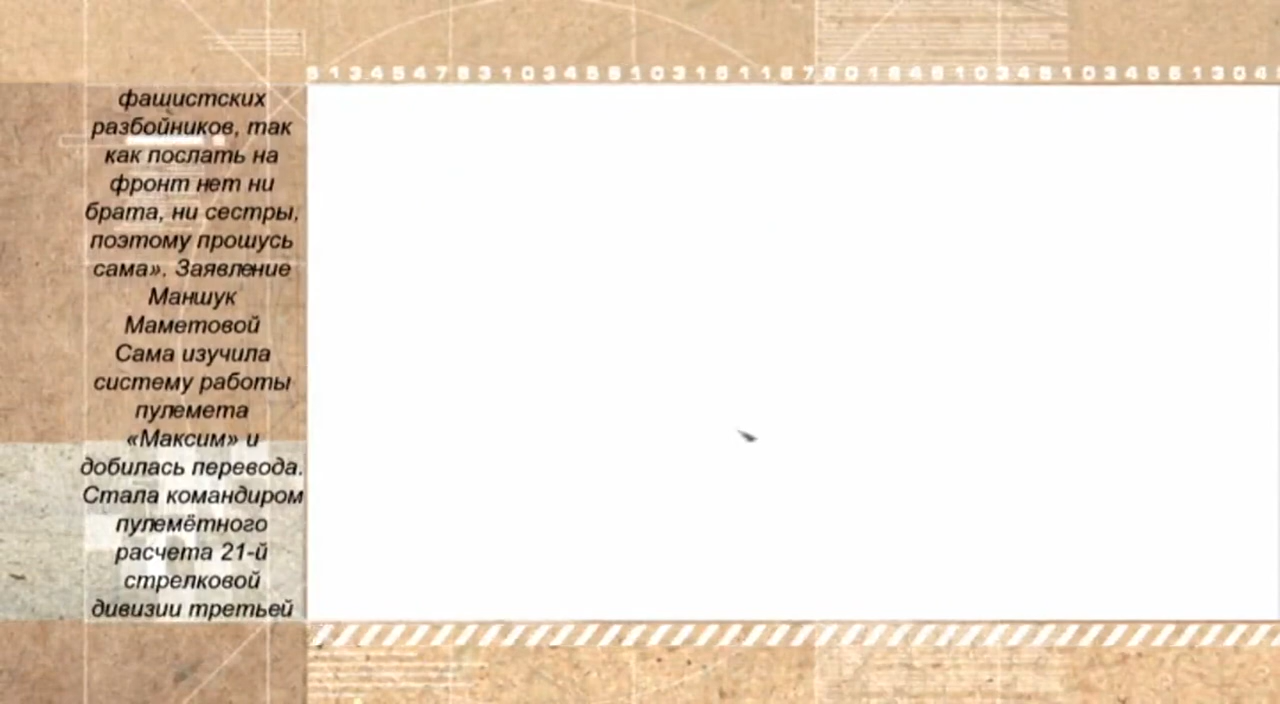 фашистских
разбойников, так
как послать на
фронт нет ни
брата, ни сестры,
поэтому прошусь
сама». Заявление
Маншук
Маметовой
Сама изучила
систему работы
пулемета
«Максим» и
добилась перевода.
Стала командиром
пулемётного
расчета 21-й
стрелковой
дивизии третьей